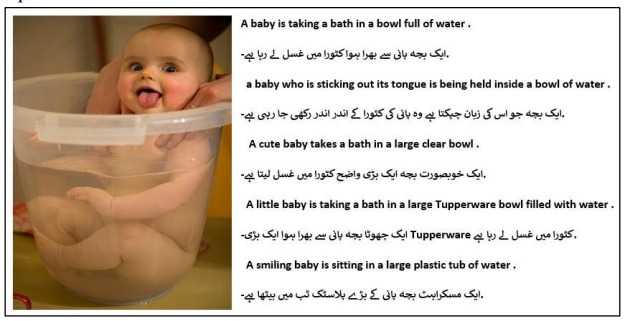 A baby is taking a bath in a bowl full of water .
ایک بچہ پانی سے بھرا ہوا کٹورا میں غسل لے رہا ہے-.
a baby who is sticking out its tongue is being held inside a bowl of water .
ایک بچہ جو اس کی زبان چپکتا ہے وہ پانی کی کٹورا کے اندر اندر رکھی جا رہی ہے-.
A cute baby takes a bath in a large clear bowl .
ایک خوبصورت بچہ ایک بڑی واضح کٹورا میں غسل لیتا ہے-.
A little baby is taking a bath in a large Tupperware bowl filled with water .
کٹورا میں غسل لے رہا ہے Tupperware ایک چھوٹا بچہ پانی سے بھرا ہوا ایک بڑی-.
A smiling baby is sitting in a large plastic tub of water .
ایک مسکراہٹ بچہ پانی کے بڑے پلاسٹک ٹب میں بیٹھا ہے-.